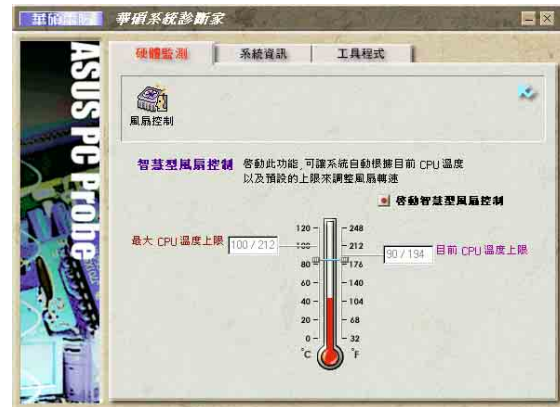 華碩系統診斷家
ASUS PC Probe
硬體監測
系統資訊
工具程式
風扇控制
智慧型風扇控制
啓動此功能,可讓系統自動根據目前 CPU 溫度
以及預設的上限來調整風扇轉速
啓動智慧型風扇控制
最大 CPU 溫度上限
100 / 212
90 / 194
目前 CPU 溫度上限
120 248
212
80 176
60 140
40 104
20 68
0 32
°C °F